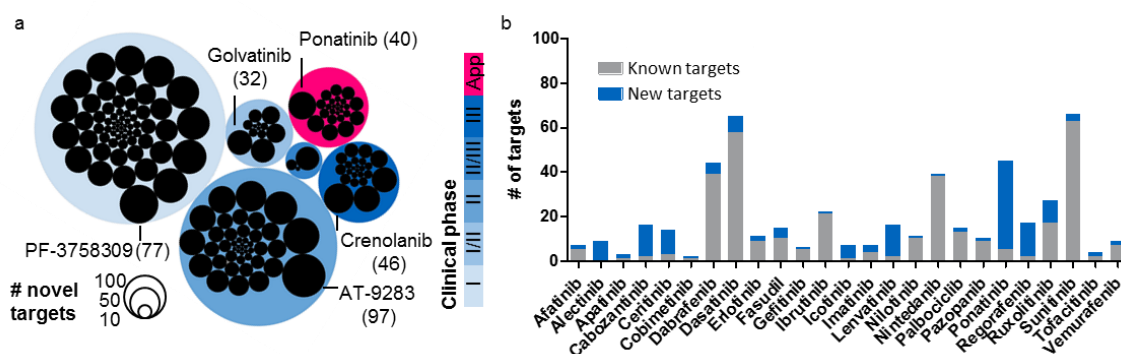 a
Golvatinib
(32)
Ponatinib (40)
PF-3758309 (77)
Crenolanib
(46)
AT-9283
(97)
# novel
targets
100
50
10
Clinical phase
App
III
II/III
II
I/II
I
b
# of targets
100
80
60
40
20
0
Known targets
New targets
Afatinib
Alectinib
Apatinib
Cabozantinib
Ceritinib
Cobimetinib
Dabrafenib
Dasatinib
Erlotinib
Fasudil
Gefitinib
Ibrutinib
Icotinib
Imatinib
Lenvatinib
Nilotinib
Nintedanib
Palbociclib
Pazopanib
Ponatinib
Regorafenib
Ruxolitinib
Sunitinib
Tofacitinib
Vemurafenib